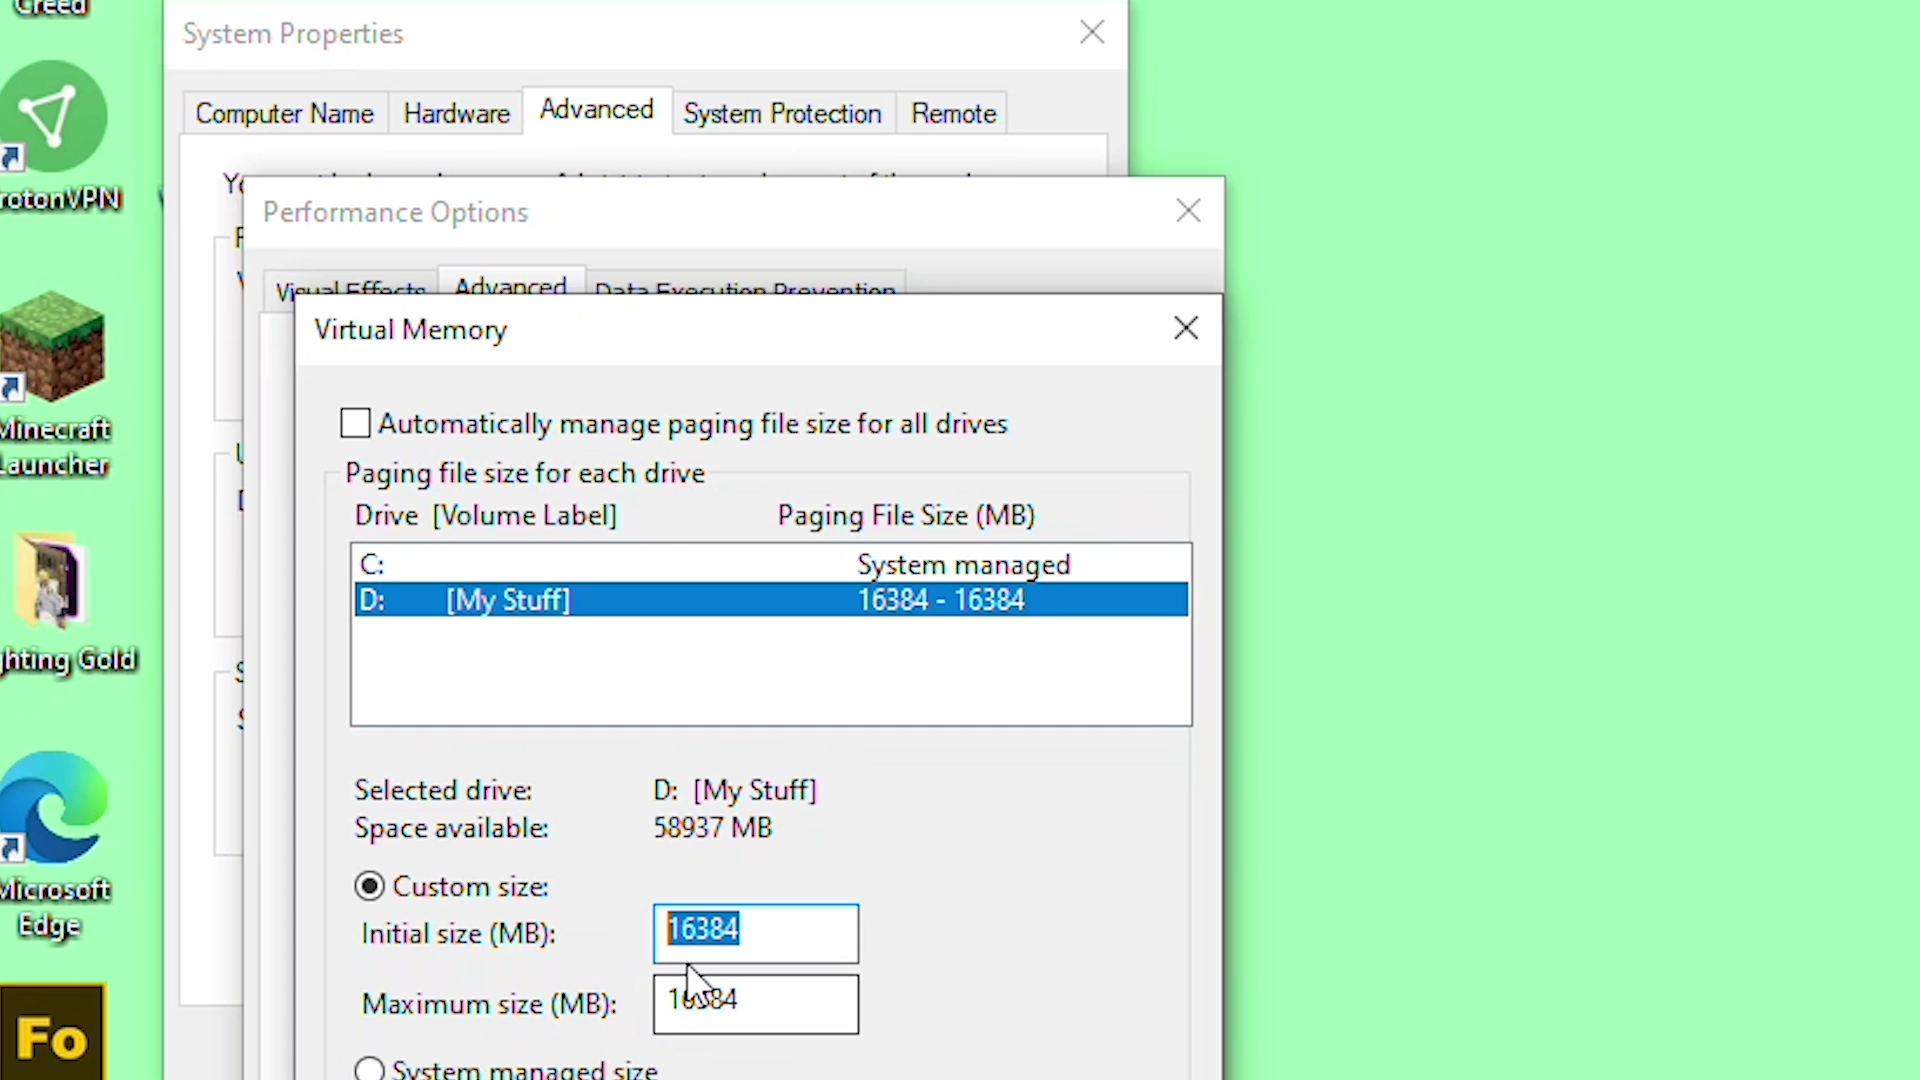 Creed
System Properties
Computer Name
Hardware
Advanced
System Protection
Remote
rotonVPN
Performance Options
Visual Effects
Advanced
Data Execution Prevention
Virtual Memory
Automatically manage paging file size for all drives
Paging file size for each drive
Drive [Volume Label]
Paging File Size (MB)
C:
System managed
D: [My Stuff]
16384 - 16384
Minecraft
Launcher
ghting Gold
Selected drive:
D: [My Stuff]
Space available:
58937 MB
Custom size:
Initial size (MB):
16384
Maximum size (MB):
16384
System managed size
Microsoft
Edge
Fo